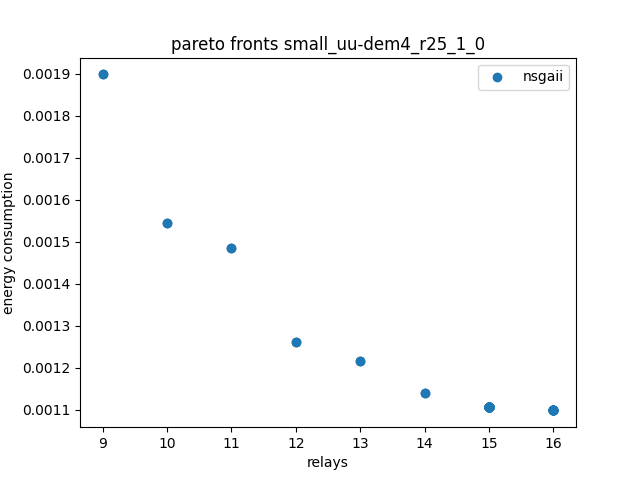 pareto fronts small_uu-dem4_r25_1_0
nsgaii
0.0019
0.0018
0.0017
0.0016
0.0015
0.0014
0.0013
0.0012
0.0011
energy consumption
9 10 11 12 13 14 15 16
relays